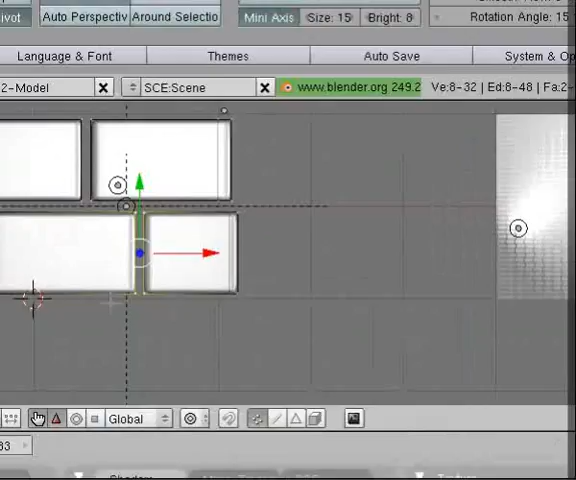 ivot Auto Perspectiv Around Selectio Mini Axis Size: 15 Bright: 8 Rotation Angle: 15
Language & Font Themes Auto Save System & Op
2-Model SCE:Scene www.blender.org 249.2 Ve:8-32 | Ed:8-48 | Fa:2-
Global